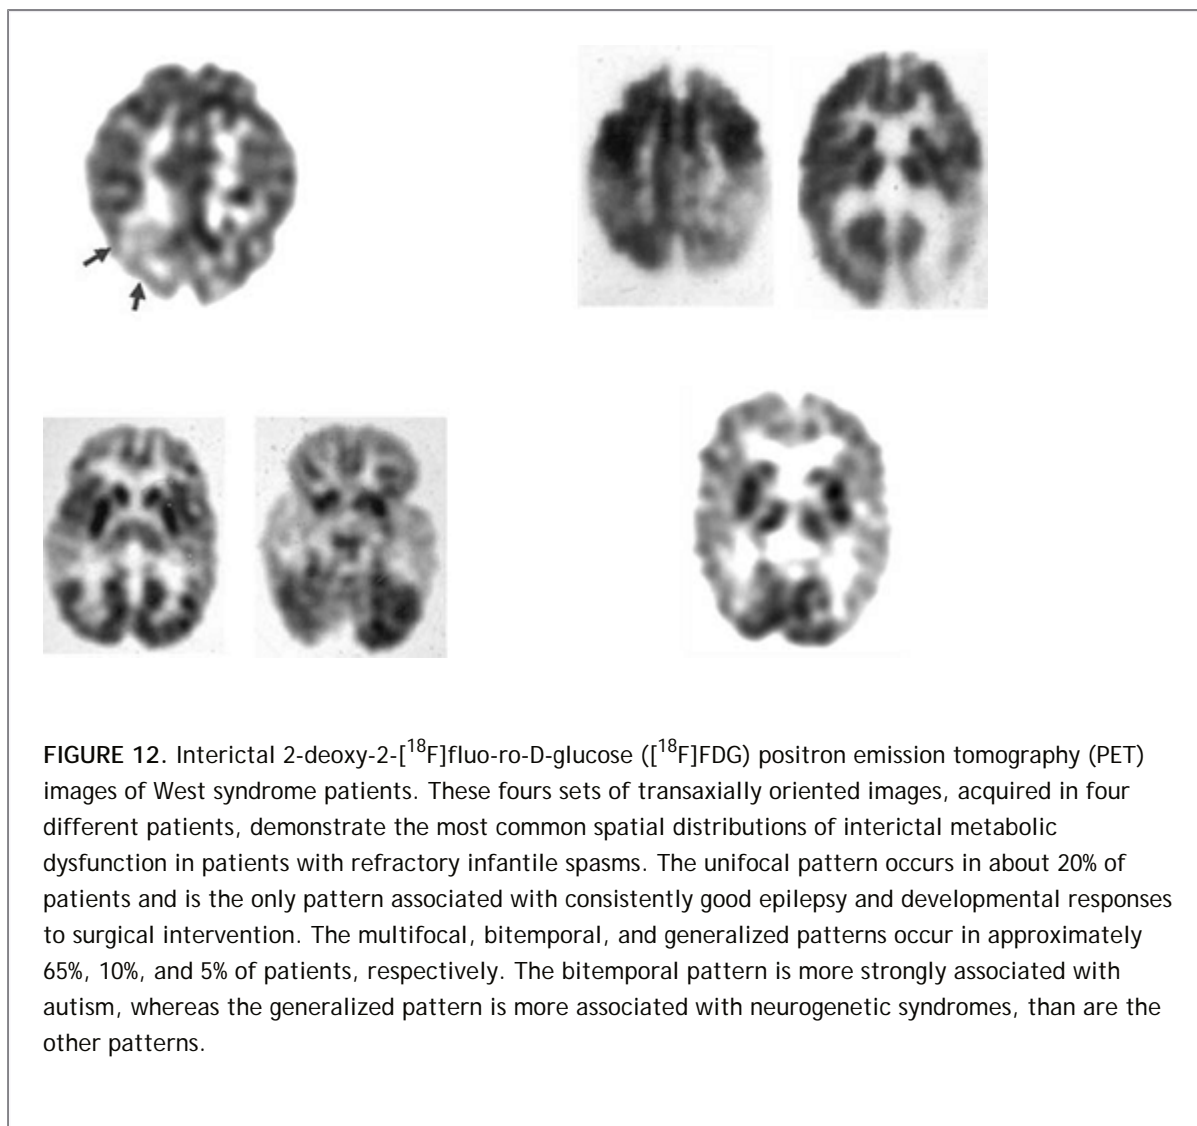 FIGURE 12. Interictal 2-deoxy-2-[18F]fluo-ro-D-glucose ([18F]FDG) positron emission tomography (PET)
images of West syndrome patients. These fours sets of transaxially oriented images, acquired in four
different patients, demonstrate the most common spatial distributions of interictal metabolic
dysfunction in patients with refractory infantile spasms. The unifocal pattern occurs in about 20% of
patients and is the only pattern associated with consistently good epilepsy and developmental responses
to surgical intervention. The multifocal, bitemporal, and generalized patterns occur in approximately
65%, 10%, and 5% of patients, respectively. The bitemporal pattern is more strongly associated with
autism, whereas the generalized pattern is more associated with neurogenetic syndromes, than are the
other patterns.